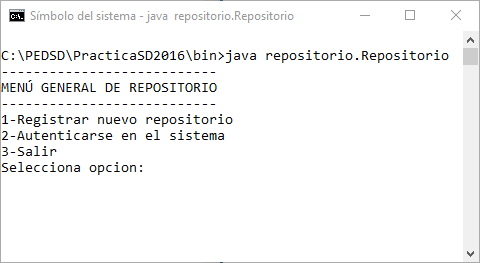 Símbolo del sistema - java  repositorio.Repositorio
C:\PEDSD\PracticaSD2016\bin>java repositorio.Repositorio
---------------------------
MENÚ GENERAL DE REPOSITORIO
---------------------------
1-Registrar nuevo repositorio
2-Autenticarse en el sistema
3-Salir
Selecciona opcion: